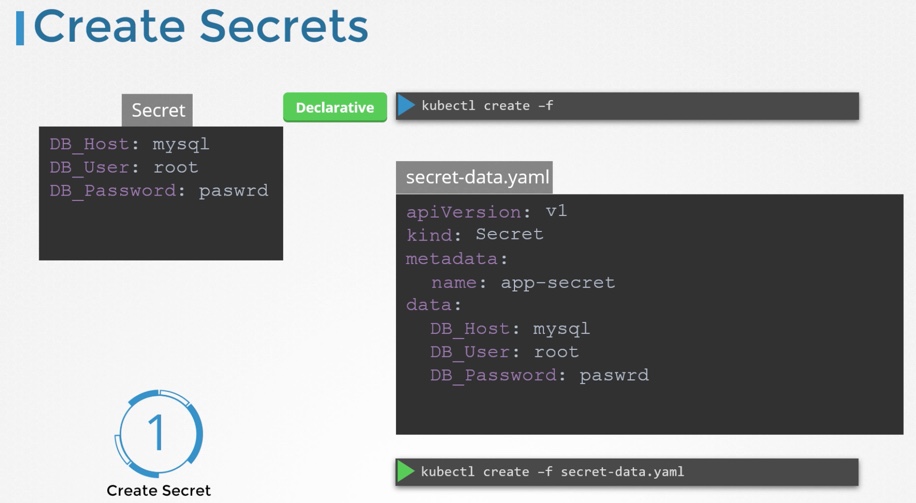 Create Secrets
Secret
DB_Host: mysql
DB_User: root
DB_Password: paswrd
Declarative
kubectl create -f
secret-data.yaml
apiVersion: v1
kind: Secret
metadata:
name: app-secret
data:
DB_Host: mysql
DB_User: root
DB_Password: paswrd
1
Create Secret
kubectl create -f secret-data.yaml